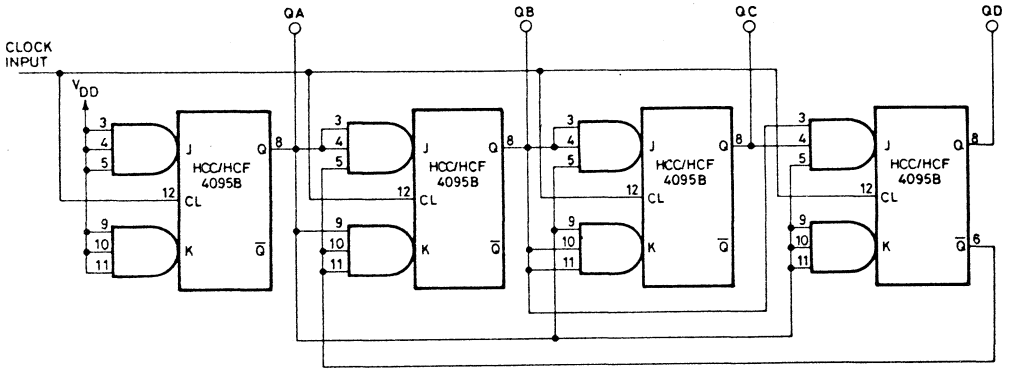 QA QB QC QD
CLOCK
INPUT
VDD
3 3 3 3
4 J Q 8 4 J Q 8 4 J Q 8 4 J Q 8
5 5 5 5
HCC/HCF HCC/HCF HCC/HCF HCC/HCF
4095B 4095B 4095B 4095B
12 CL 12 CL 12 CL 12 CL
9 9 9 9
10 K Q̅ 10 K Q̅ 10 K Q̅ 10 K Q̅ 6
11 11 11 11